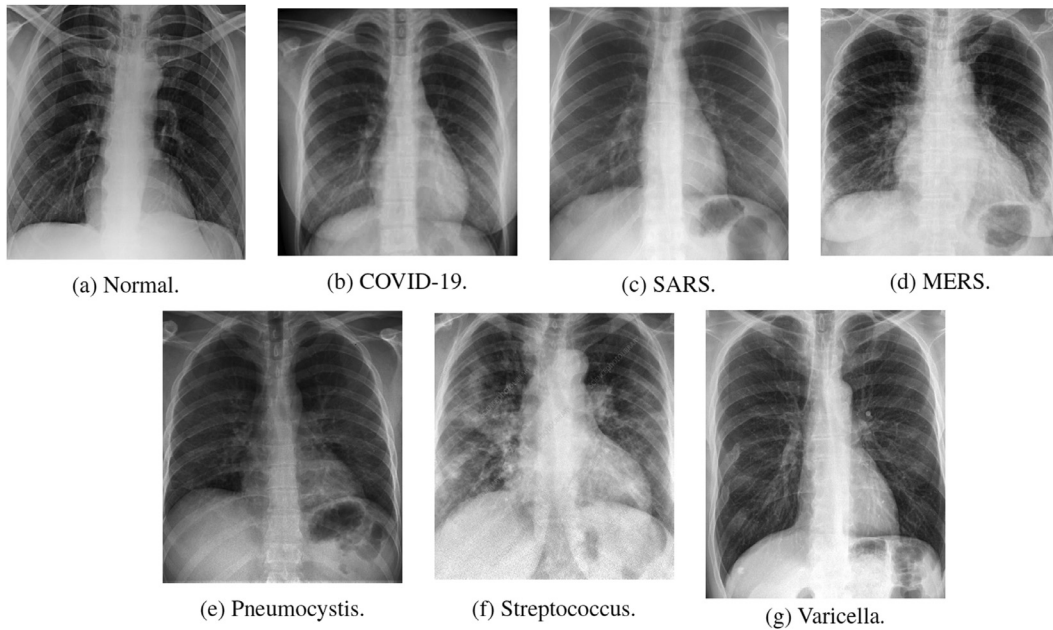 (a) Normal.
(b) COVID-19.
(c) SARS.
(d) MERS.
(e) Pneumocystis.
(f) Streptococcus.
(g) Varicella.